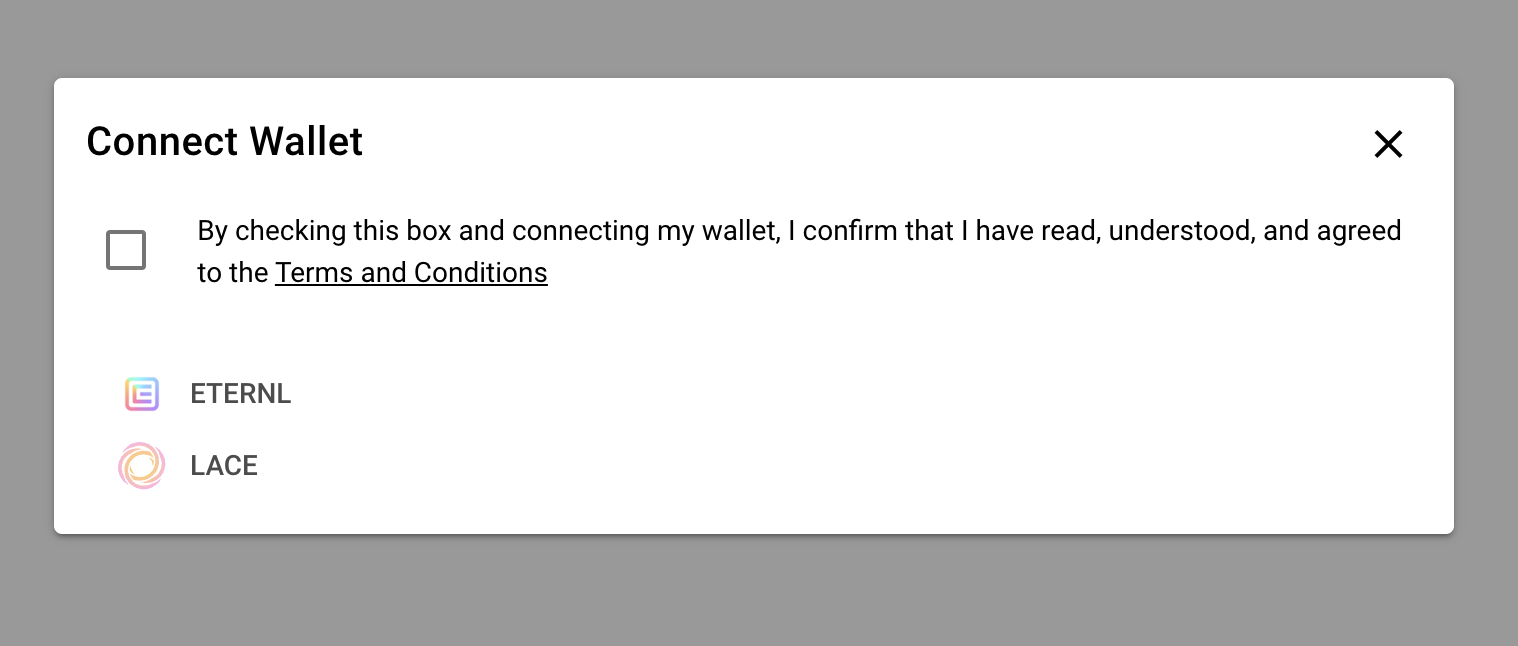 Connect Wallet
By checking this box and connecting my wallet, I confirm that I have read, understood, and agreed
to the Terms and Conditions
ETERNL
LACE